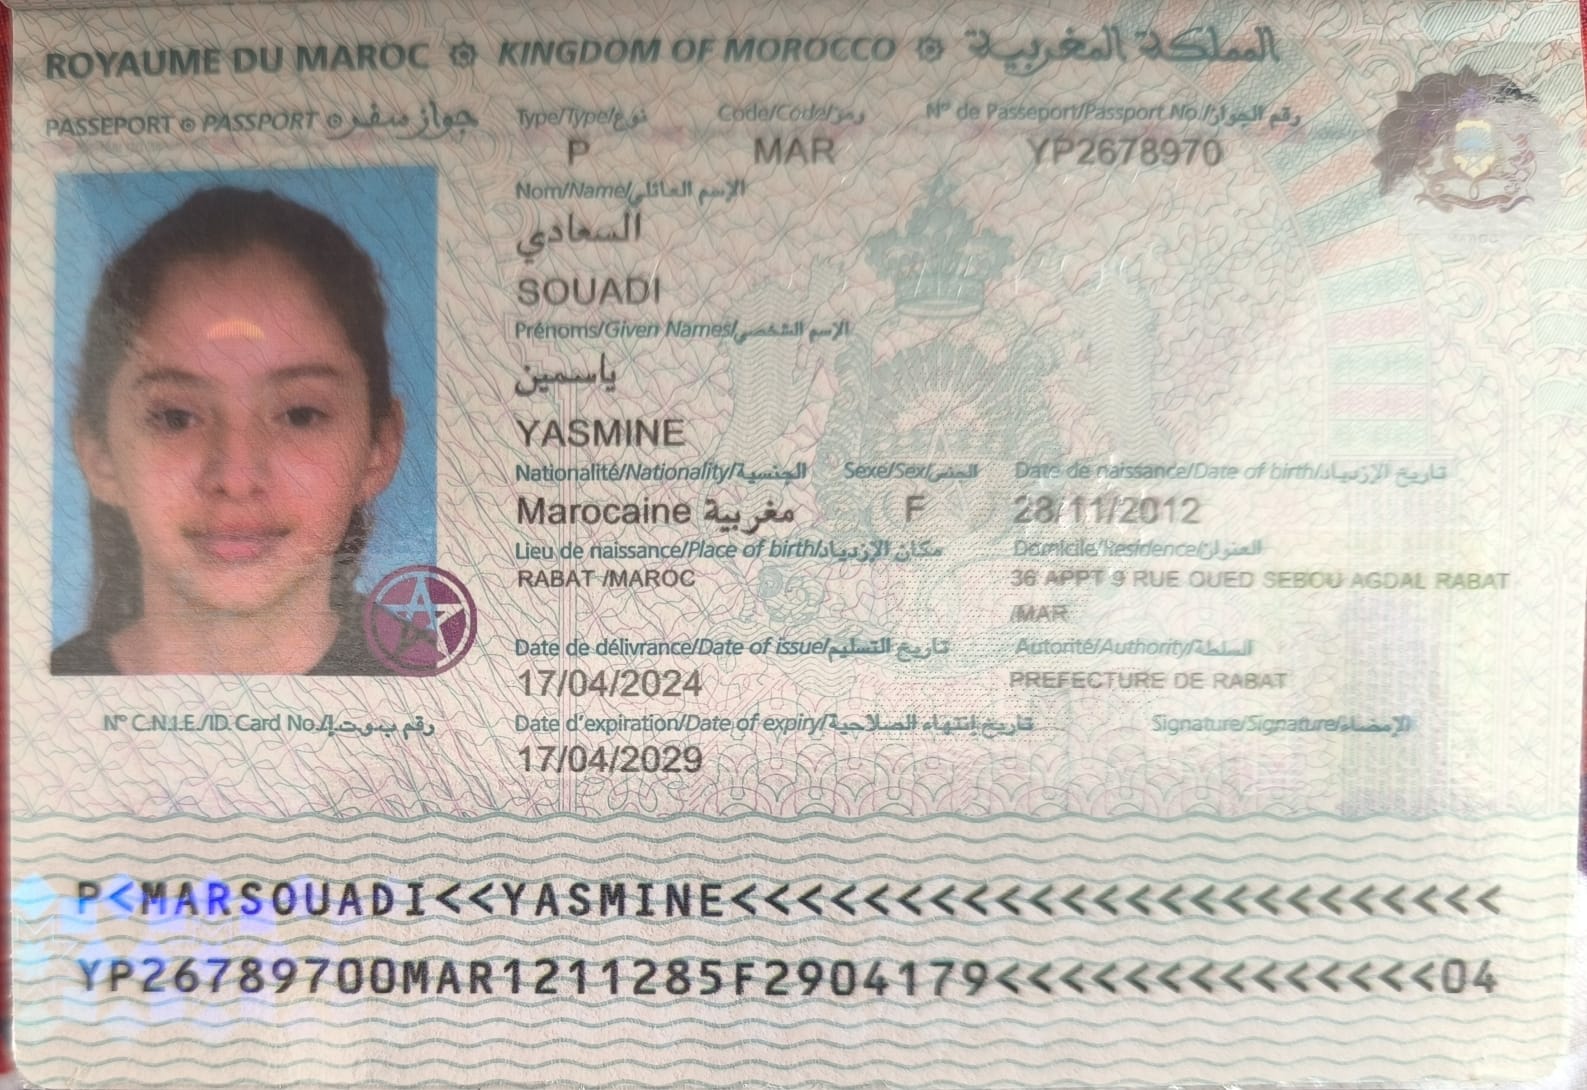 ROYAUME DU MAROC KINGDOM OF MOROCCO المملكة المغربية
PASSEPORT PASSPORT جواز سفر
Type/Type/نوع Code/Code/رمز N° de Passeport/Passport No./رقم الجواز
P MAR YP2678970
Nom/Name/الإسم العائلي
السعادي
SOUADI
Prénoms/Given Names/الإسم الشخصي
ياسمين
YASMINE
Nationalité/Nationality/الجنسية Sexe/Sex/الجنس Date de naissance/Date of birth/تاريخ الإزدياد
Marocaine مغربية F 28/11/2012
Lieu de naissance/Place of birth/مكان الإزدياد Domicile/Residence/العنوان
RABAT /MAROC 36 APPT 9 RUE OUED SEBOU AGDAL RABAT
/MAR
Date de délivrance/Date of issue/تاريخ التسليم Autorité/Authority/السلطة
17/04/2024 PREFECTURE DE RABAT
N° C.N.I.E./ID Card No./رقم ب.و.ت.إ Date d'expiration/Date of expiry/تاريخ إنتهاء الصلاحية Signature/Signature/الإمضاء
17/04/2029
P<MARSOUADI<<YASMINE<<<<<<<<<<<<<<<<<<<<<<<<
YP26789700MAR1211285F2904179<<<<<<<<<<<<<<04